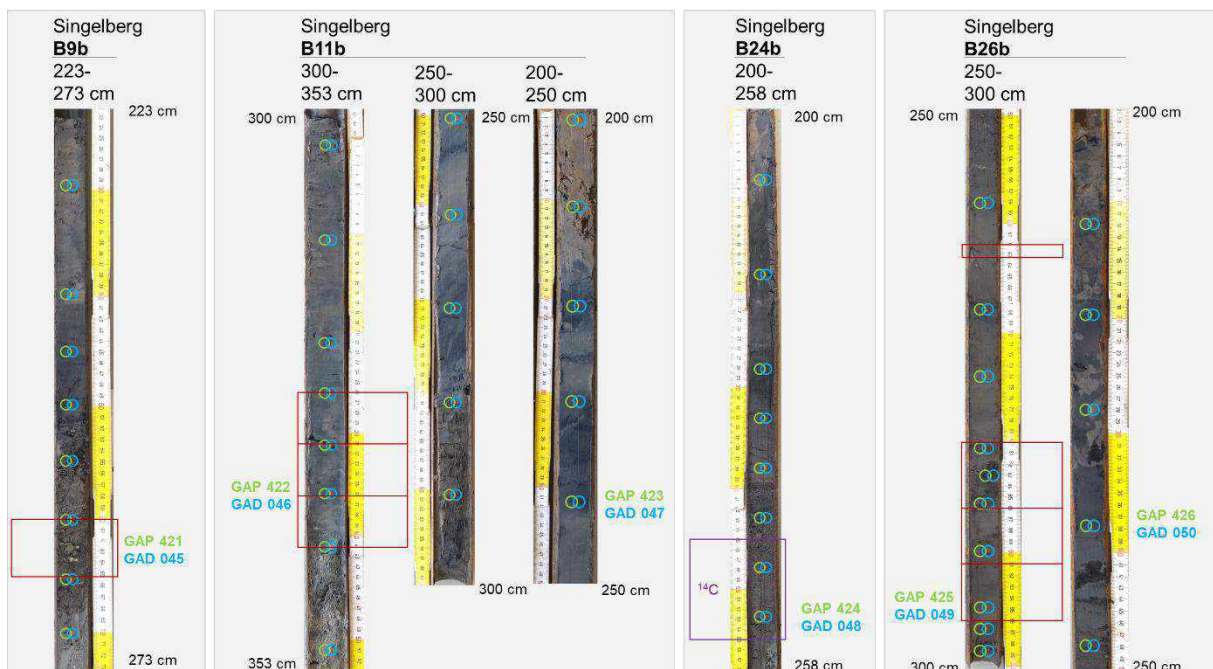 Singelberg
B9b
223-
273 cm
223 cm
GAP 421
GAD 045
273 cm
Singelberg
B11b
300-
353 cm
250-
300 cm
200-
250 cm
300 cm
250 cm
200 cm
GAP 422
GAD 046
GAP 423
GAD 047
300 cm
250 cm
353 cm
Singelberg
B24b
200-
258 cm
200 cm
¹⁴C
GAP 424
GAD 048
258 cm
Singelberg
B26b
250-
300 cm
250 cm
200 cm
GAP 426
GAD 050
GAP 425
GAD 049
300 cm
250 cm